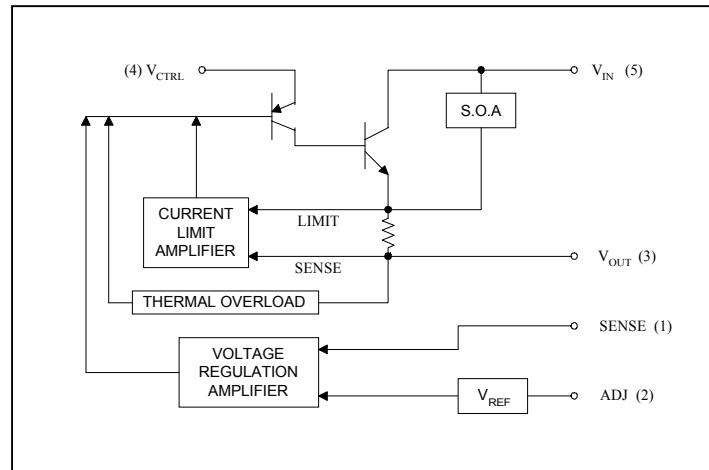 (4) V_CTRL
V_IN (5)
S.O.A
CURRENT
LIMIT
AMPLIFIER
LIMIT
SENSE
V_OUT (3)
THERMAL OVERLOAD
SENSE (1)
VOLTAGE
REGULATION
AMPLIFIER
V_REF
ADJ (2)